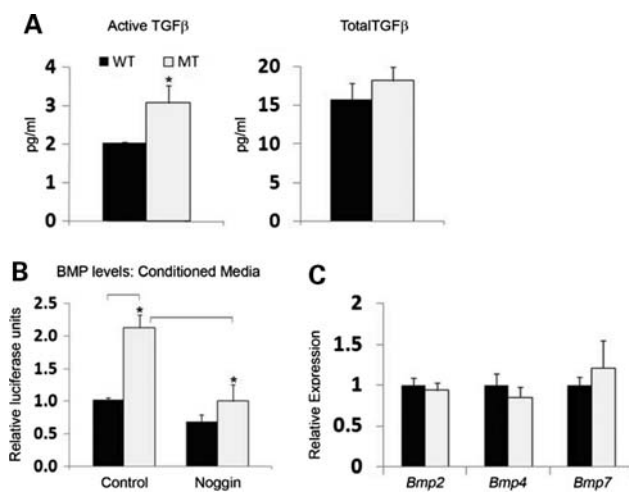 A
Active TGFβ
TotalTGFβ
WT MT
*
pg/ml
4
3
2
1
0
pg/ml
20
15
10
5
0
B
BMP levels: Conditioned Media
Relative luciferase units
2.5
2.0
1.5
1.0
0.5
0.0
*
*
Control Noggin
C
Relative Expression
2
1.5
1
0.5
0
Bmp2 Bmp4 Bmp7